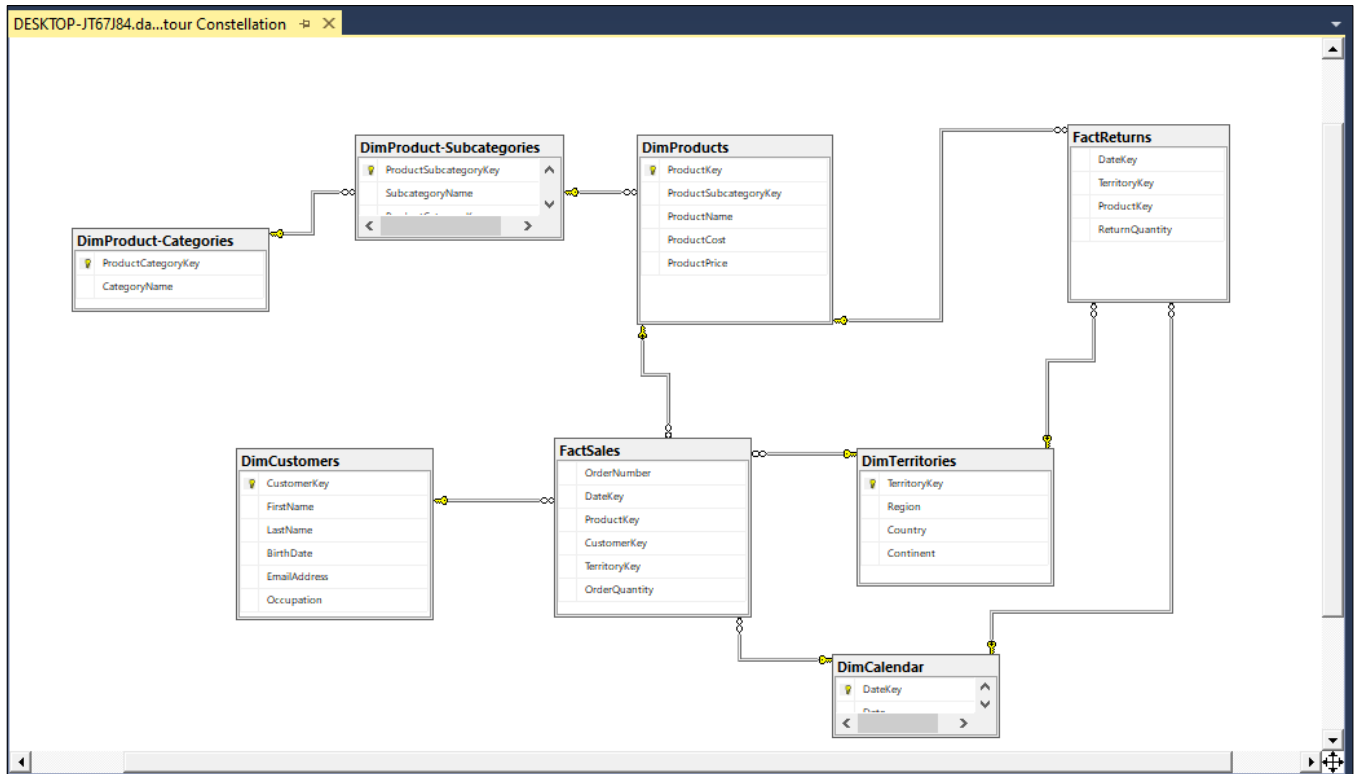 DESKTOP-JT67J84.da...tour Constellation
DimProduct-Subcategories
ProductSubcategoryKey
SubcategoryName
DimProducts
ProductKey
ProductSubcategoryKey
ProductName
ProductCost
ProductPrice
FactReturns
DateKey
TerritoryKey
ProductKey
ReturnQuantity
DimProduct-Categories
ProductCategoryKey
CategoryName
DimCustomers
CustomerKey
FirstName
LastName
BirthDate
EmailAddress
Occupation
FactSales
OrderNumber
DateKey
ProductKey
CustomerKey
TerritoryKey
OrderQuantity
DimTerritories
TerritoryKey
Region
Country
Continent
DimCalendar
DateKey